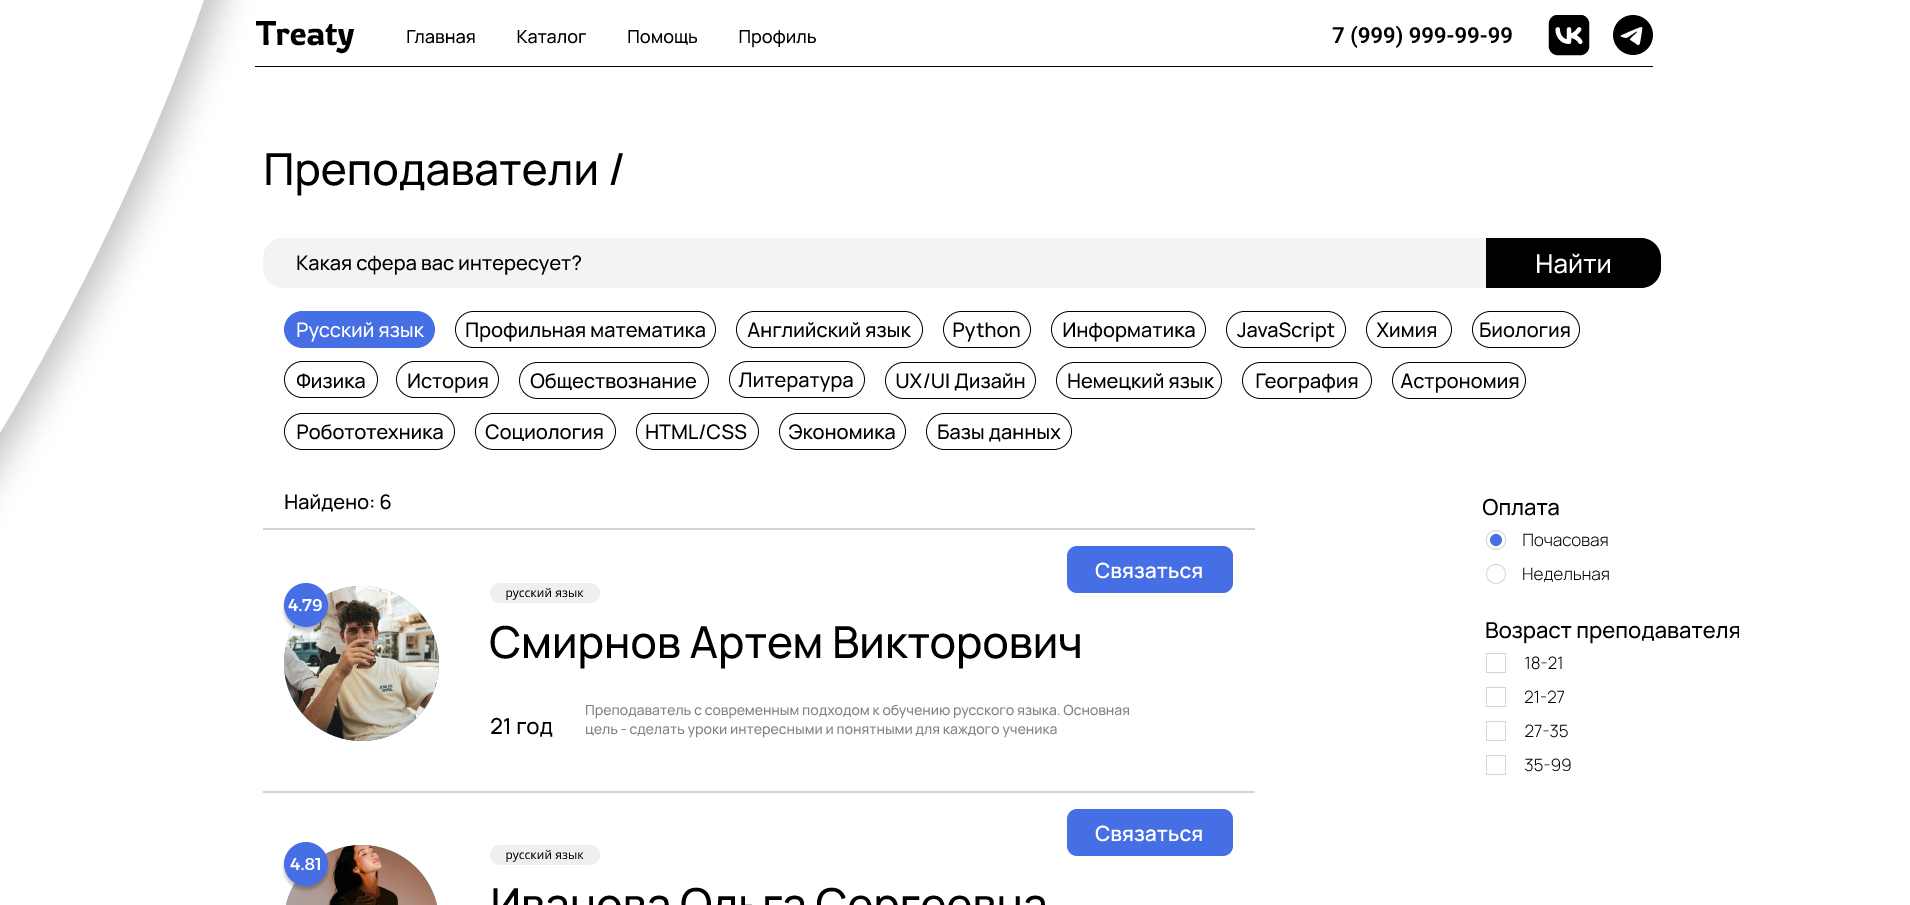 Treaty Главная Каталог Помощь Профиль 7 (999) 999-99-99
Преподаватели /
Какая сфера вас интересует? Найти
Русский язык Профильная математика Английский язык Python Информатика JavaScript Химия Биология
Физика История Обществознание Литература UX/UI Дизайн Немецкий язык География Астрономия
Робототехника Социология HTML/CSS Экономика Базы данных
Найдено: 6
Связаться
4.79
русский язык
Смирнов Артем Викторович
21 год
Преподаватель с современным подходом к обучению русского языка. Основная
цель - сделать уроки интересными и понятными для каждого ученика
Связаться
4.81
русский язык
Иванова Ольга Сергеевна
Оплата
Почасовая
Недельная
Возраст преподавателя
18-21
21-27
27-35
35-99